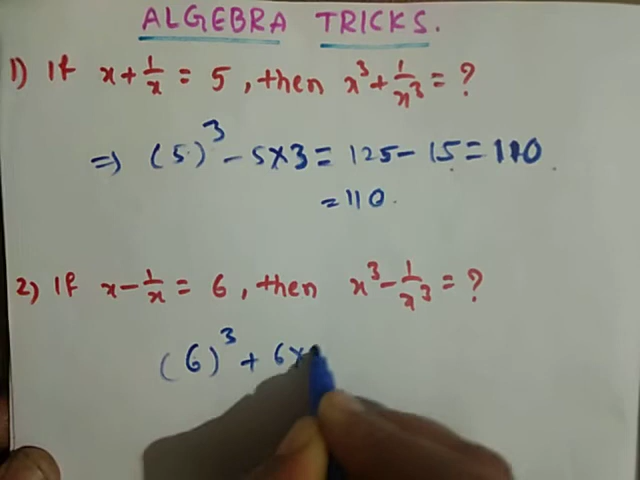 ALGEBRA TRICKS.
1) If x + 1/x = 5, then x³ + 1/x³ = ?
⇒ (5)³ - 5×3 = 125 - 15 = 110
= 110.
2) If x - 1/x = 6, then x³ - 1/x³ = ?
(6)³ + 6×